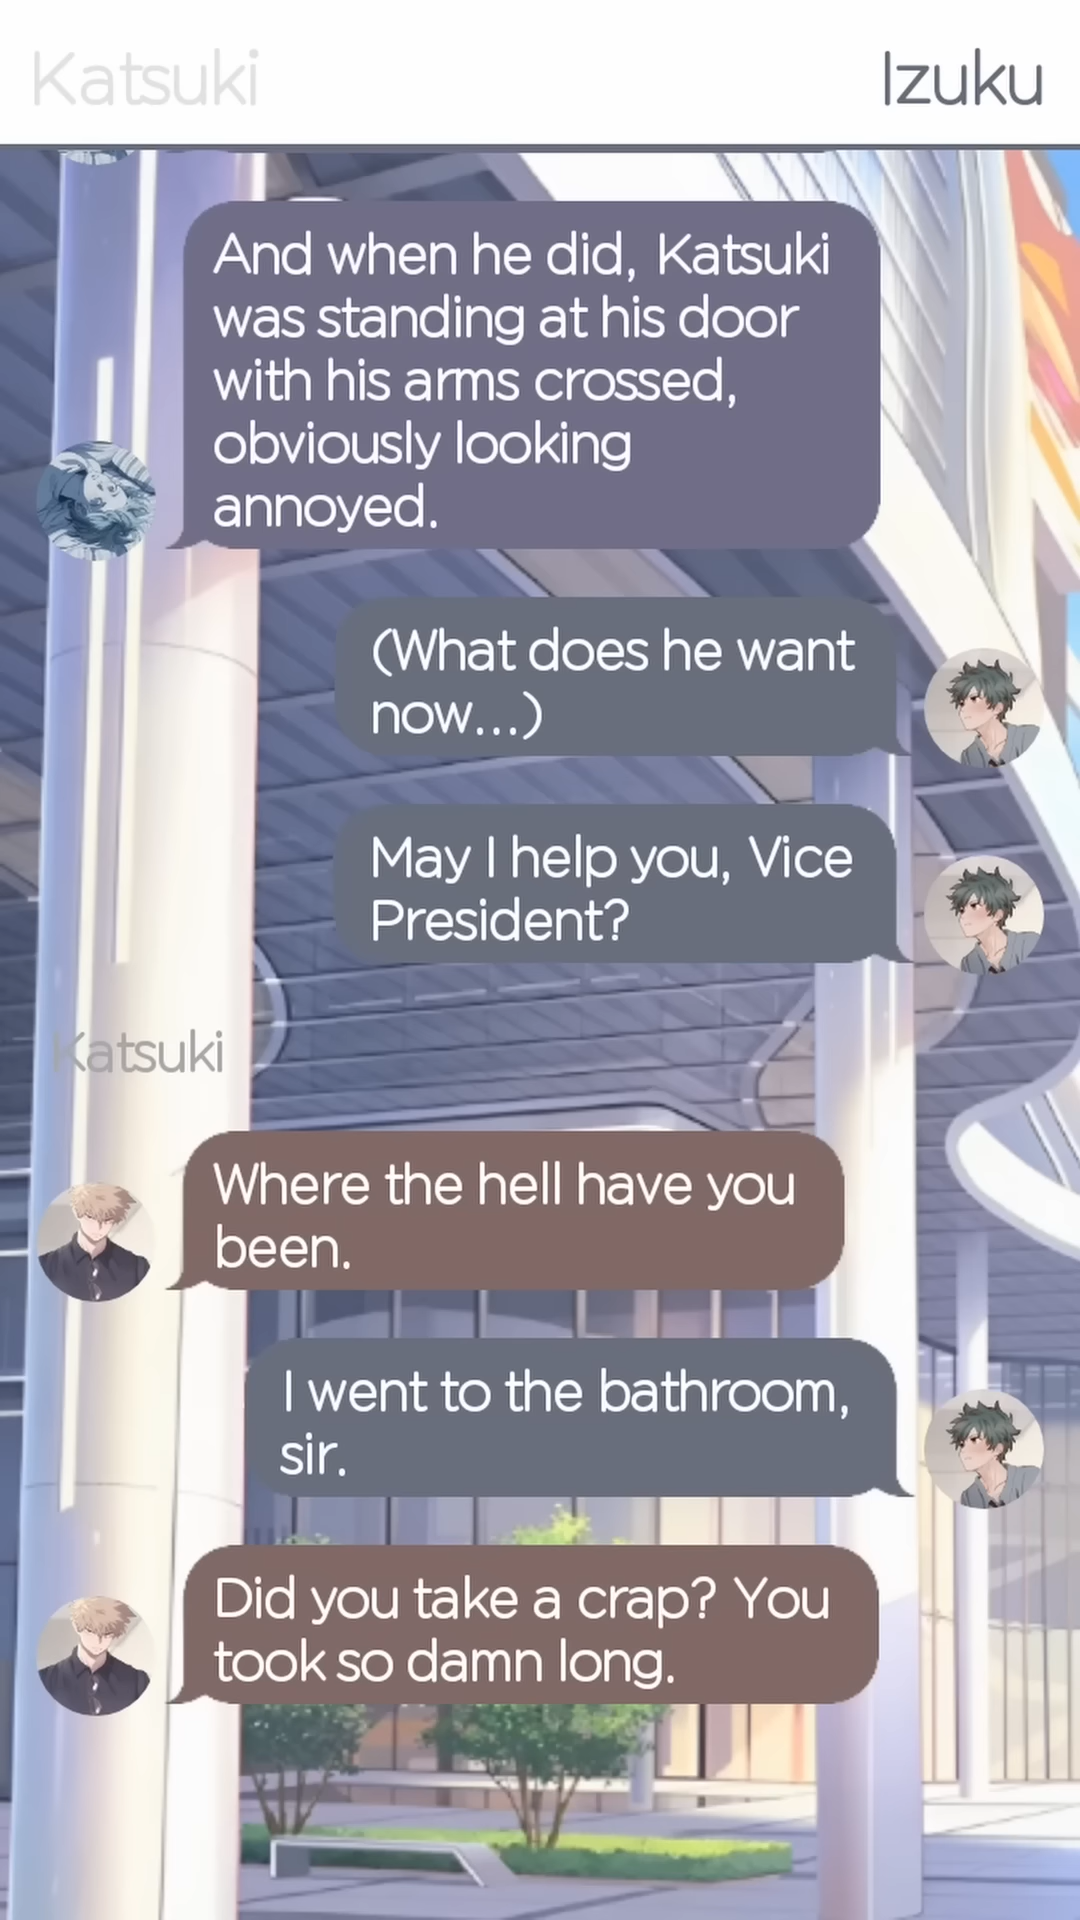 Katsuki
Izuku
And when he did, Katsuki
was standing at his door
with his arms crossed,
obviously looking
annoyed.
(What does he want
now...)
May I help you, Vice
President?
Katsuki
Where the hell have you
been.
I went to the bathroom,
sir.
Did you take a crap? You
took so damn long.